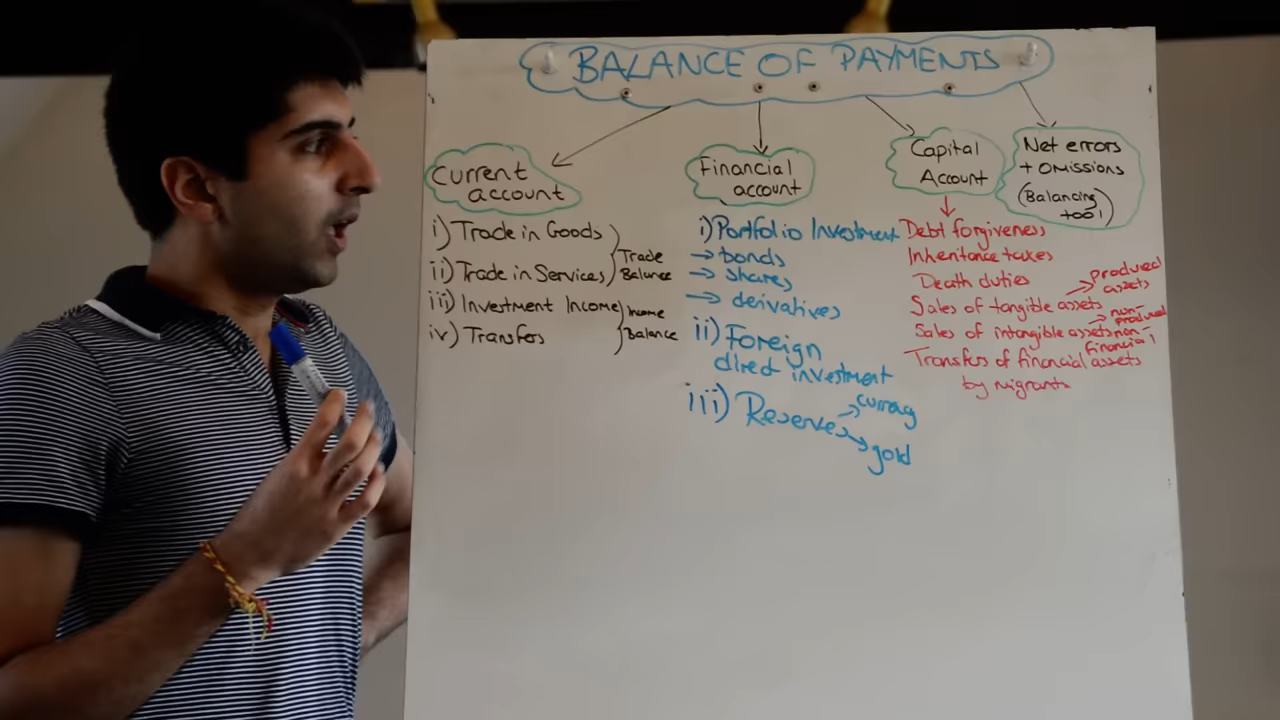 BALANCE OF PAYMENTS
Current
account
i) Trade in Goods
ii) Trade in Services
Trade
Balance
iii) Investment Income
iv) Transfers
Income
Balance
Financial
account
i) Portfolio Investment
→ bonds
→ shares
→ derivatives
ii) Foreign
direct investment
iii) Reserves
→
→ gold
Capital
Account
Debt forgiveness
Inheritance taxes
Death duties
Sales of tangible assets
→ produced
assets
Sales of intangible assets
→ non-
produced
non-
financial
Transfers of financial assets
by migrants
Net errors
+ Omissions
(Balancing
tool)